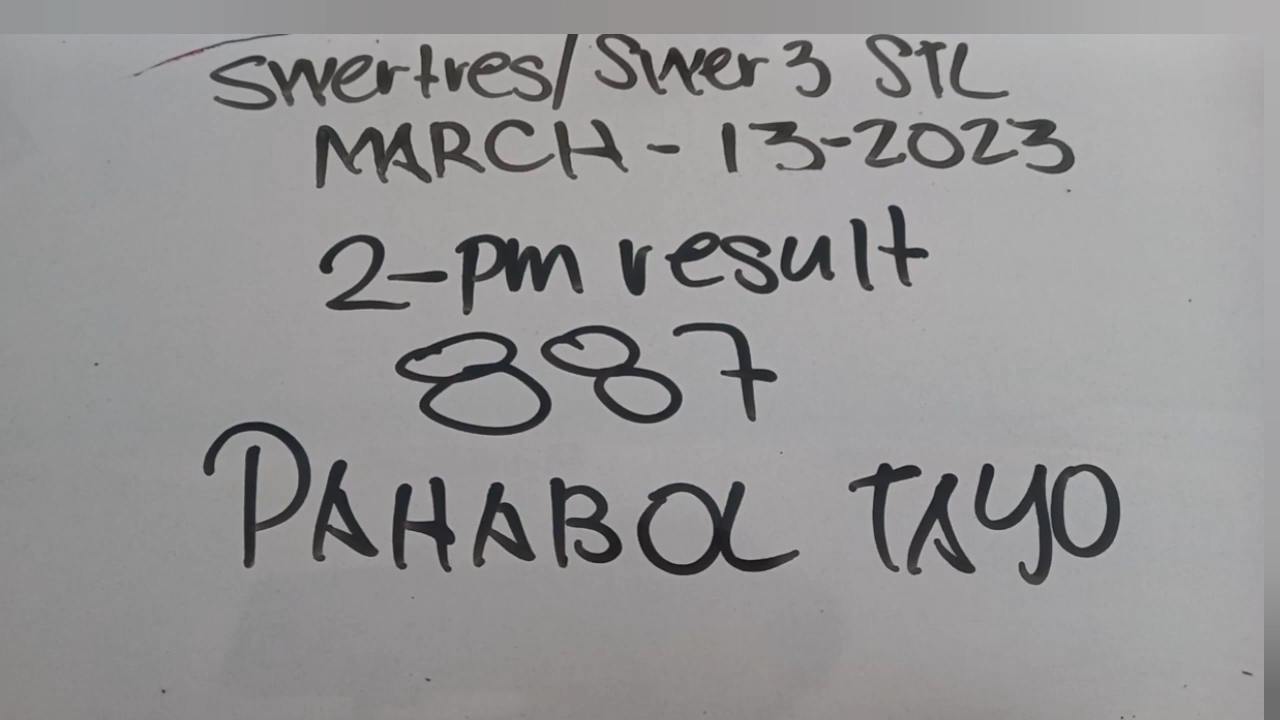 Swertres/Swer3 STL
MARCH-13-2023
2-pm result
887
PAHABOL TAYO